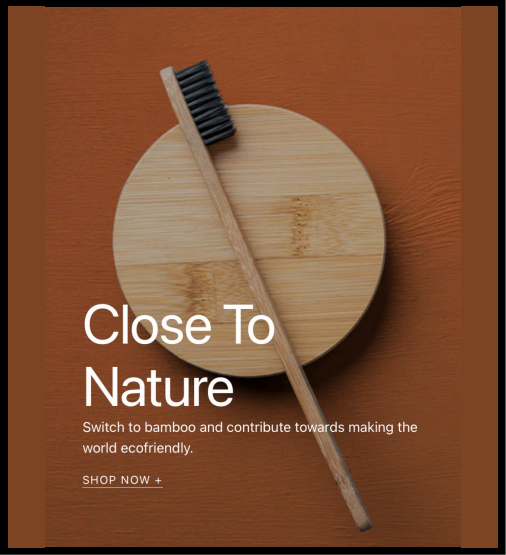 Close To
Nature
Switch to bamboo and contribute towards making the
world ecofriendly.
SHOP NOW +